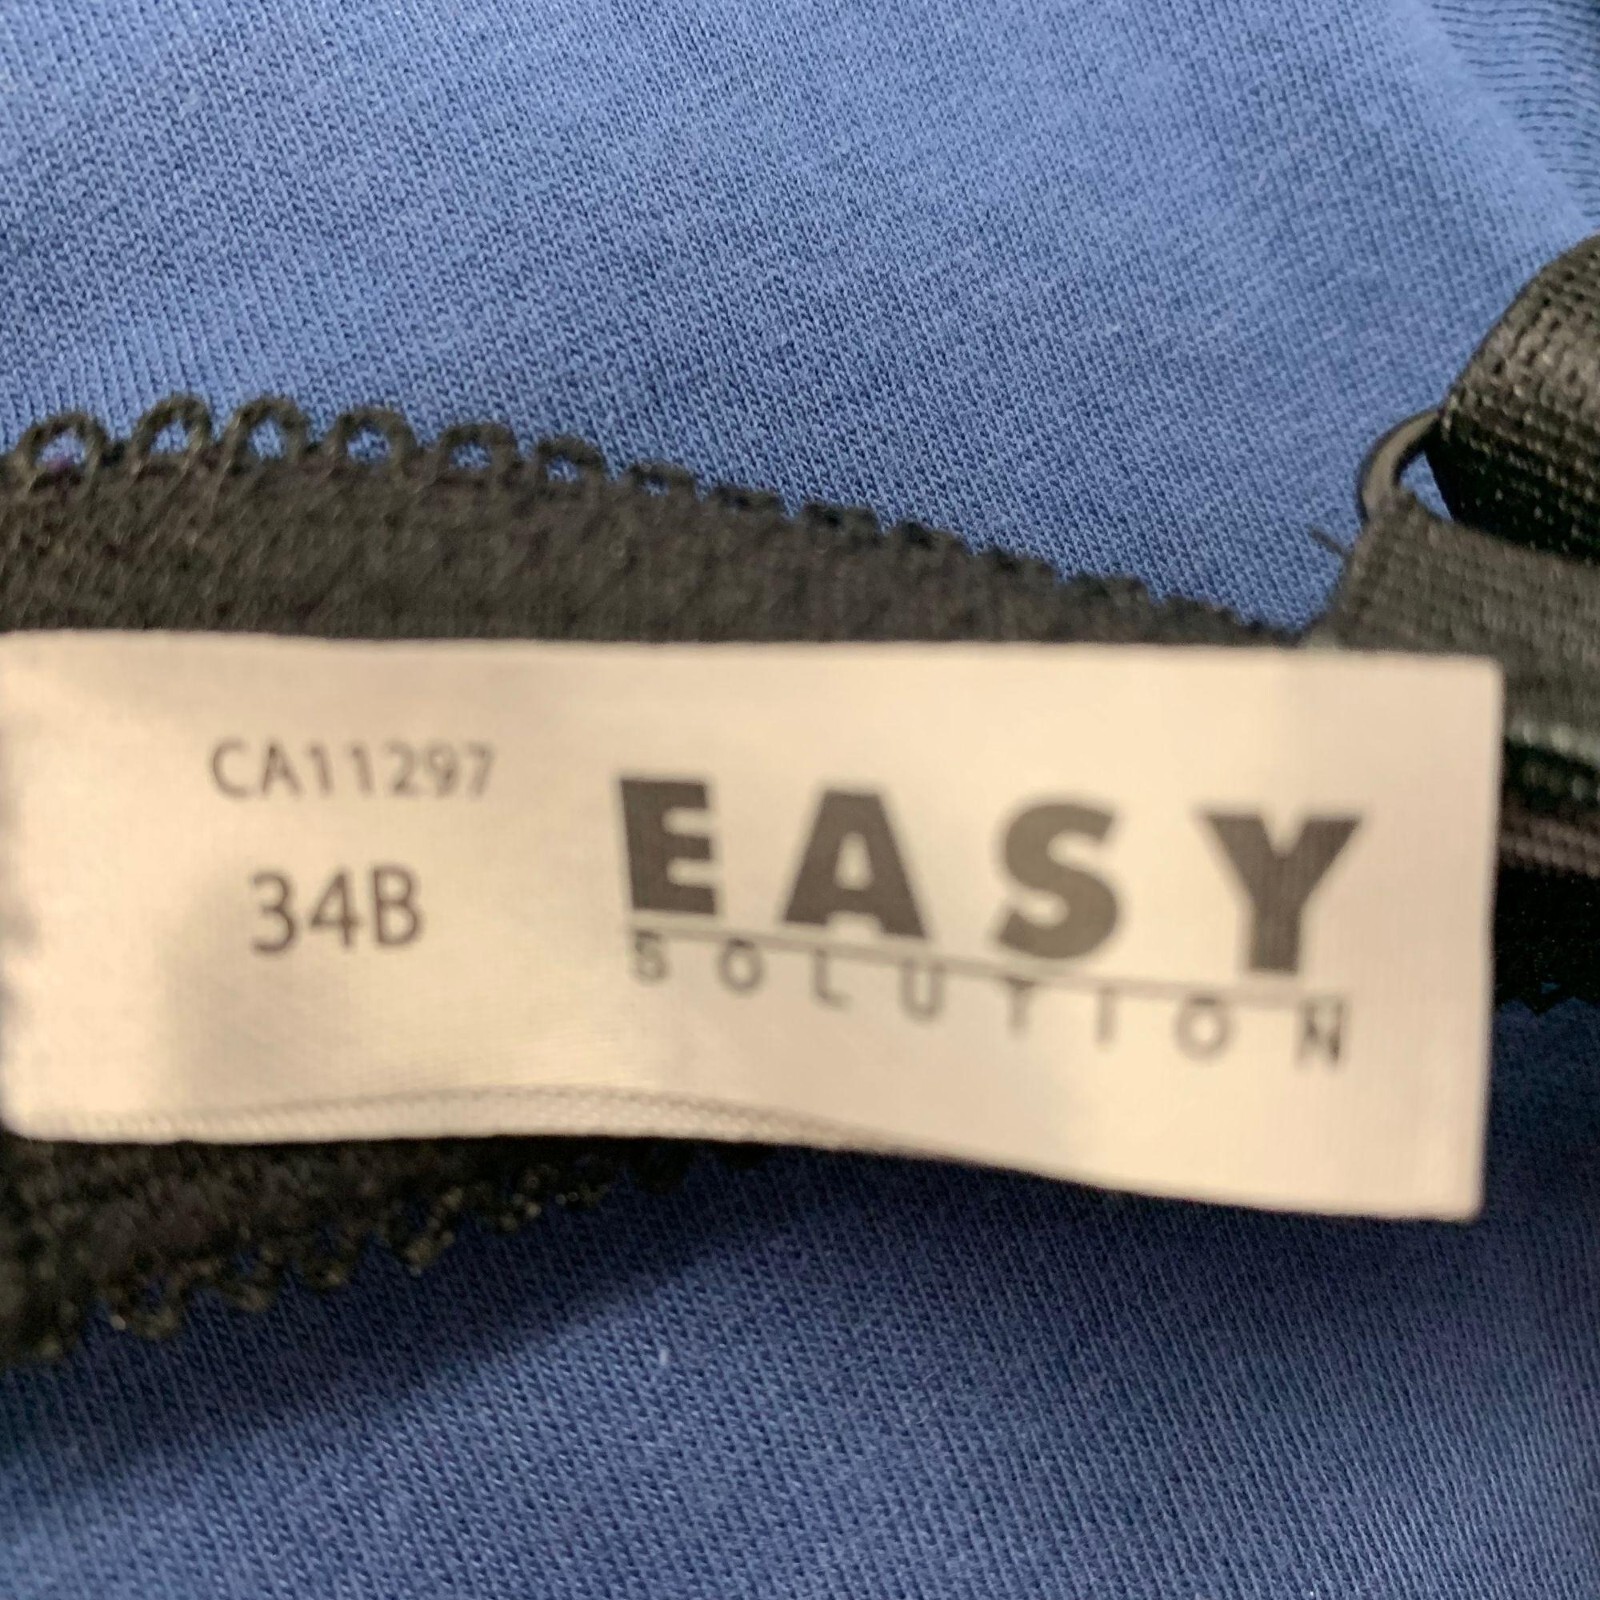 CA11297
34B
EASY
SOLUTION